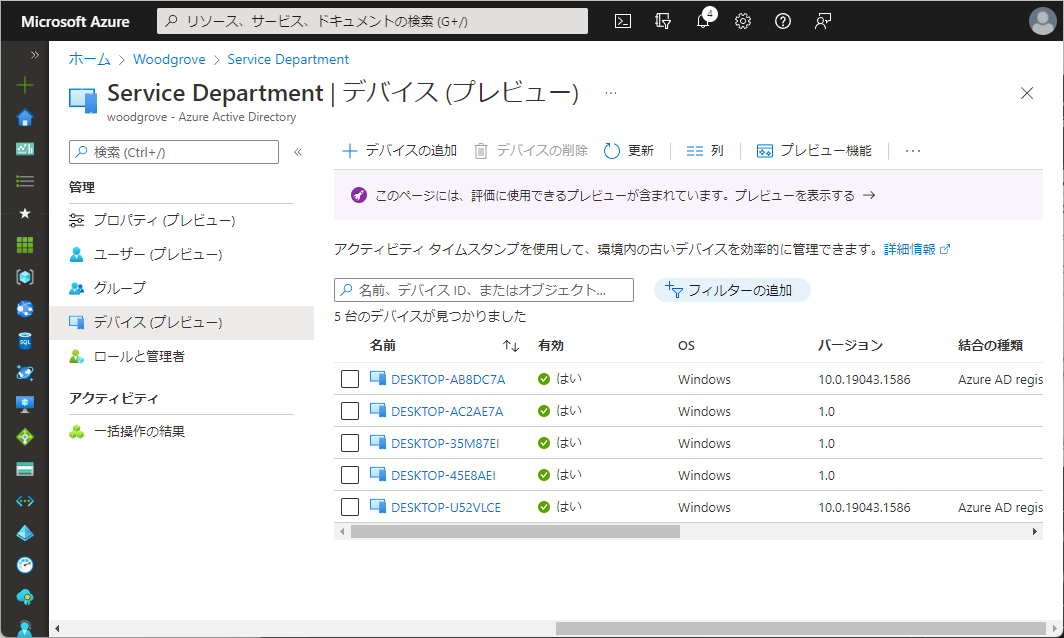 Microsoft Azure
リソース、サービス、ドキュメントの検索 (G+/)
4
ホーム > Woodgrove > Service Department
Service Department | デバイス (プレビュー) ...
woodgrove - Azure Active Directory
検索 (Ctrl+/)
管理
プロパティ (プレビュー)
ユーザー (プレビュー)
グループ
デバイス (プレビュー)
ロールと管理者
アクティビティ
一括操作の結果
デバイスの追加 デバイスの削除 更新 列 プレビュー機能 ...
このページには、評価に使用できるプレビューが含まれています。プレビューを表示する →
アクティビティ タイムスタンプを使用して、環境内の古いデバイスを効率的に管理できます。詳細情報
名前、デバイス ID、またはオブジェクト...
フィルターの追加
5 台のデバイスが見つかりました
名前 ↑↓ 有効 OS バージョン 結合の種類
DESKTOP-AB8DC7A はい Windows 10.0.19043.1586 Azure AD regis
DESKTOP-AC2AE7A はい Windows 1.0
DESKTOP-35M87EI はい Windows 1.0
DESKTOP-45E8AEI はい Windows 1.0
DESKTOP-U52VLCE はい Windows 10.0.19043.1586 Azure AD regis
SQL